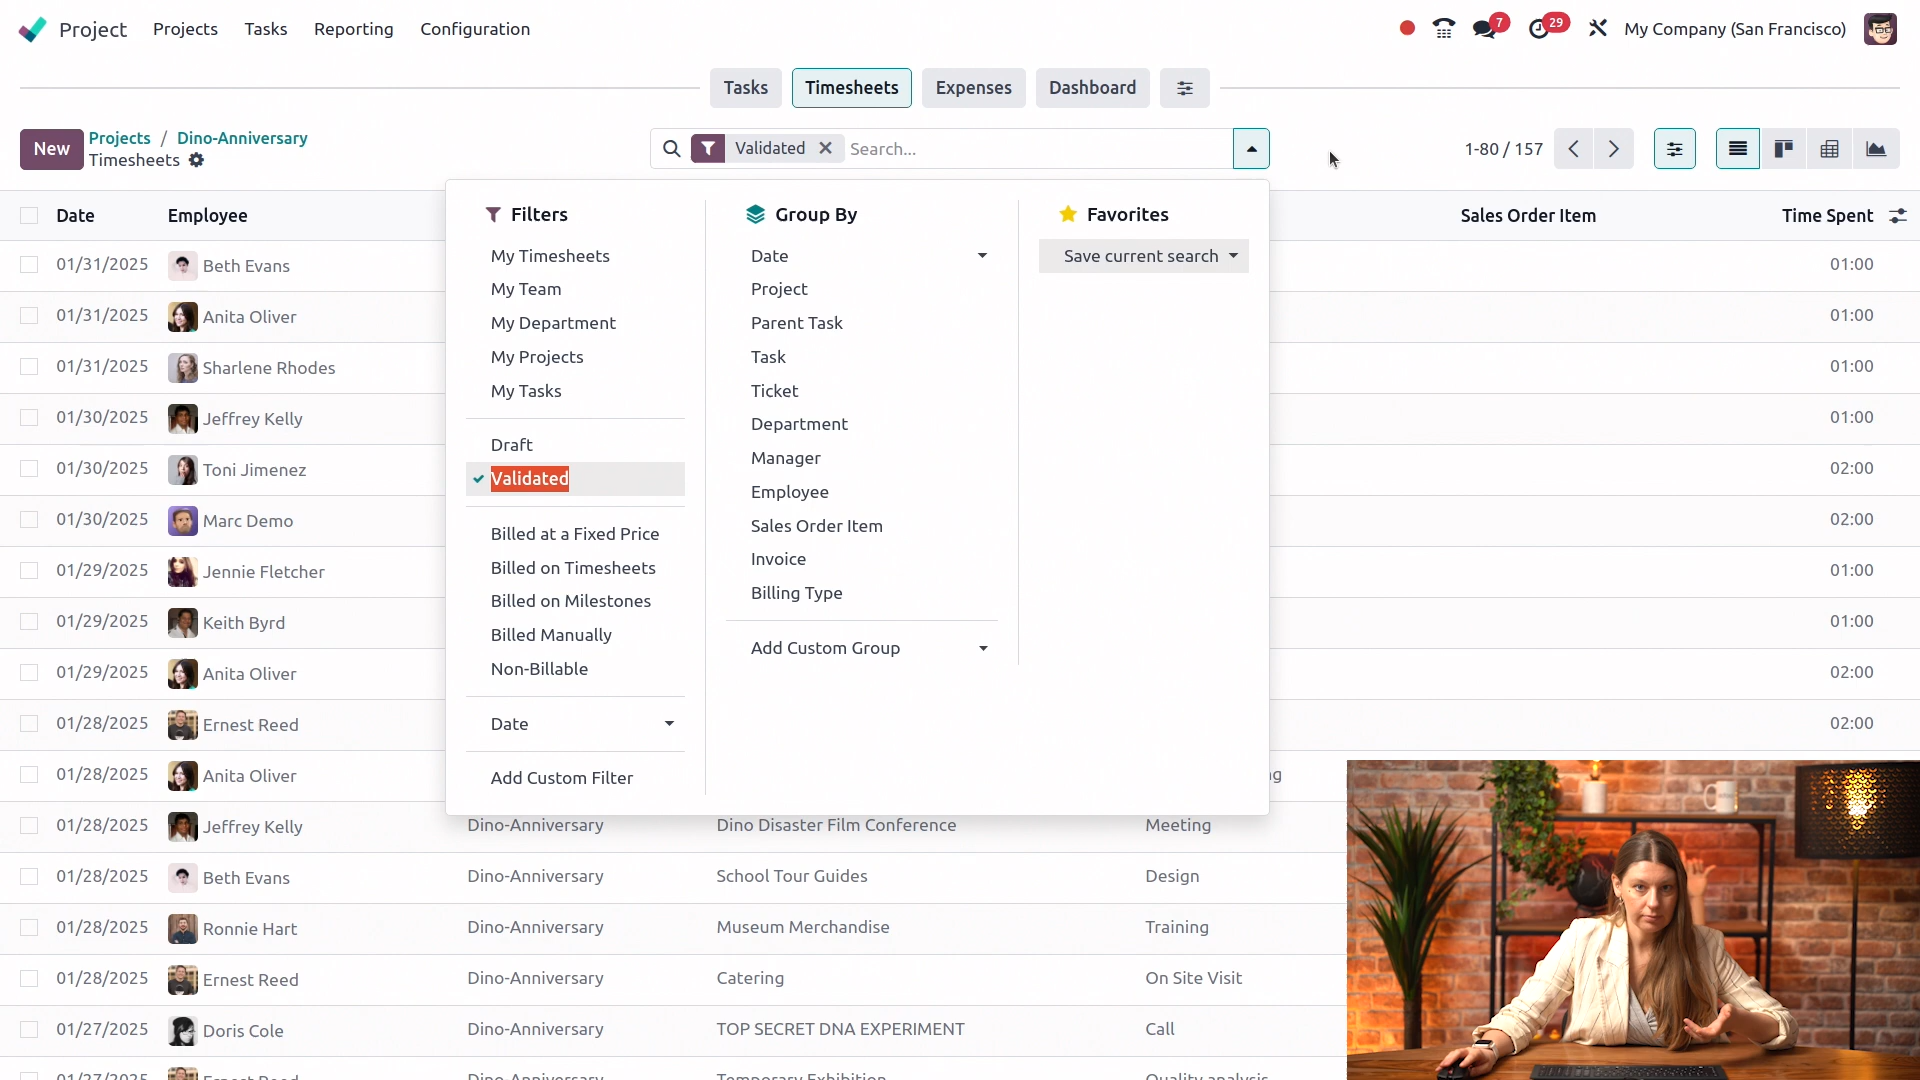 Project Projects Tasks Reporting Configuration 7 29 My Company (San Francisco)
Tasks Timesheets Expenses Dashboard
New Projects / Dino-Anniversary
Timesheets
Validated Search...
1-80 / 157
Date Employee Sales Order Item Time Spent
Filters
My Timesheets
My Team
My Department
My Projects
My Tasks
Draft
Validated
Billed at a Fixed Price
Billed on Timesheets
Billed on Milestones
Billed Manually
Non-Billable
Date
Add Custom Filter
Group By
Date
Project
Parent Task
Task
Ticket
Department
Manager
Employee
Sales Order Item
Invoice
Billing Type
Add Custom Group
Favorites
Save current search
01/31/2025 Beth Evans 01:00
01/31/2025 Anita Oliver 01:00
01/31/2025 Sharlene Rhodes 01:00
01/30/2025 Jeffrey Kelly 01:00
01/30/2025 Toni Jimenez 02:00
01/30/2025 Marc Demo 02:00
01/29/2025 Jennie Fletcher 01:00
01/29/2025 Keith Byrd 01:00
01/29/2025 Anita Oliver 02:00
01/28/2025 Ernest Reed 02:00
01/28/2025 Anita Oliver
01/28/2025 Jeffrey Kelly Dino-Anniversary Dino Disaster Film Conference Meeting
01/28/2025 Beth Evans Dino-Anniversary School Tour Guides Design
01/28/2025 Ronnie Hart Dino-Anniversary Museum Merchandise Training
01/28/2025 Ernest Reed Dino-Anniversary Catering On Site Visit
01/27/2025 Doris Cole Dino-Anniversary TOP SECRET DNA EXPERIMENT Call
01/27/2025 Ernest Reed Dino-Anniversary Temporary Exhibition Quality analysis